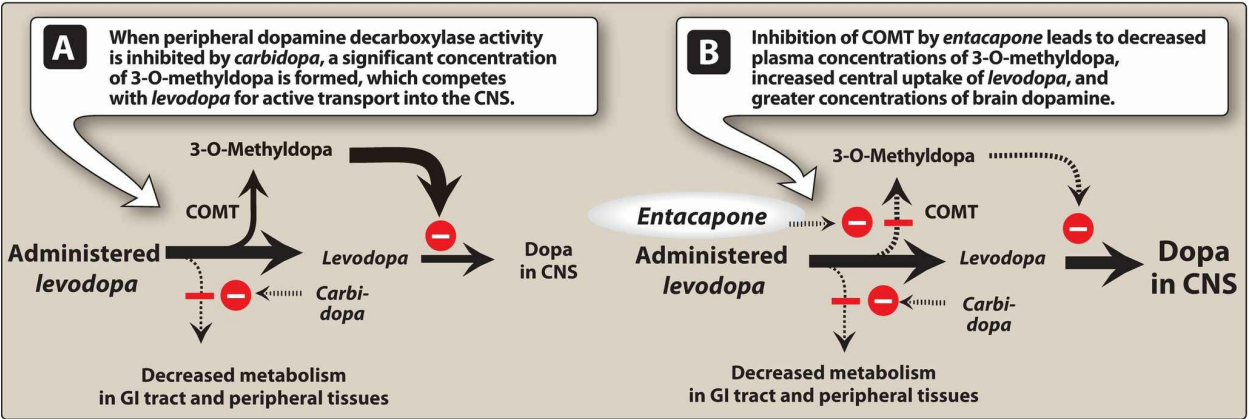 A
When peripheral dopamine decarboxylase activity
is inhibited by carbidopa, a significant concentration
of 3-O-methyldopa is formed, which competes
with levodopa for active transport into the CNS.
3-O-Methyldopa
COMT
Administered
levodopa
Levodopa
Dopa
in CNS
Carbi-
dopa
Decreased metabolism
in GI tract and peripheral tissues
B
Inhibition of COMT by entacapone leads to decreased
plasma concentrations of 3-O-methyldopa,
increased central uptake of levodopa, and
greater concentrations of brain dopamine.
3-O-Methyldopa
Entacapone
COMT
Administered
levodopa
Levodopa
Dopa
in CNS
Carbi-
dopa
Decreased metabolism
in GI tract and peripheral tissues